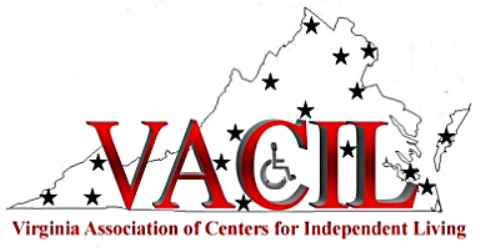 VACIL
Virginia Association of Centers for Independent Living